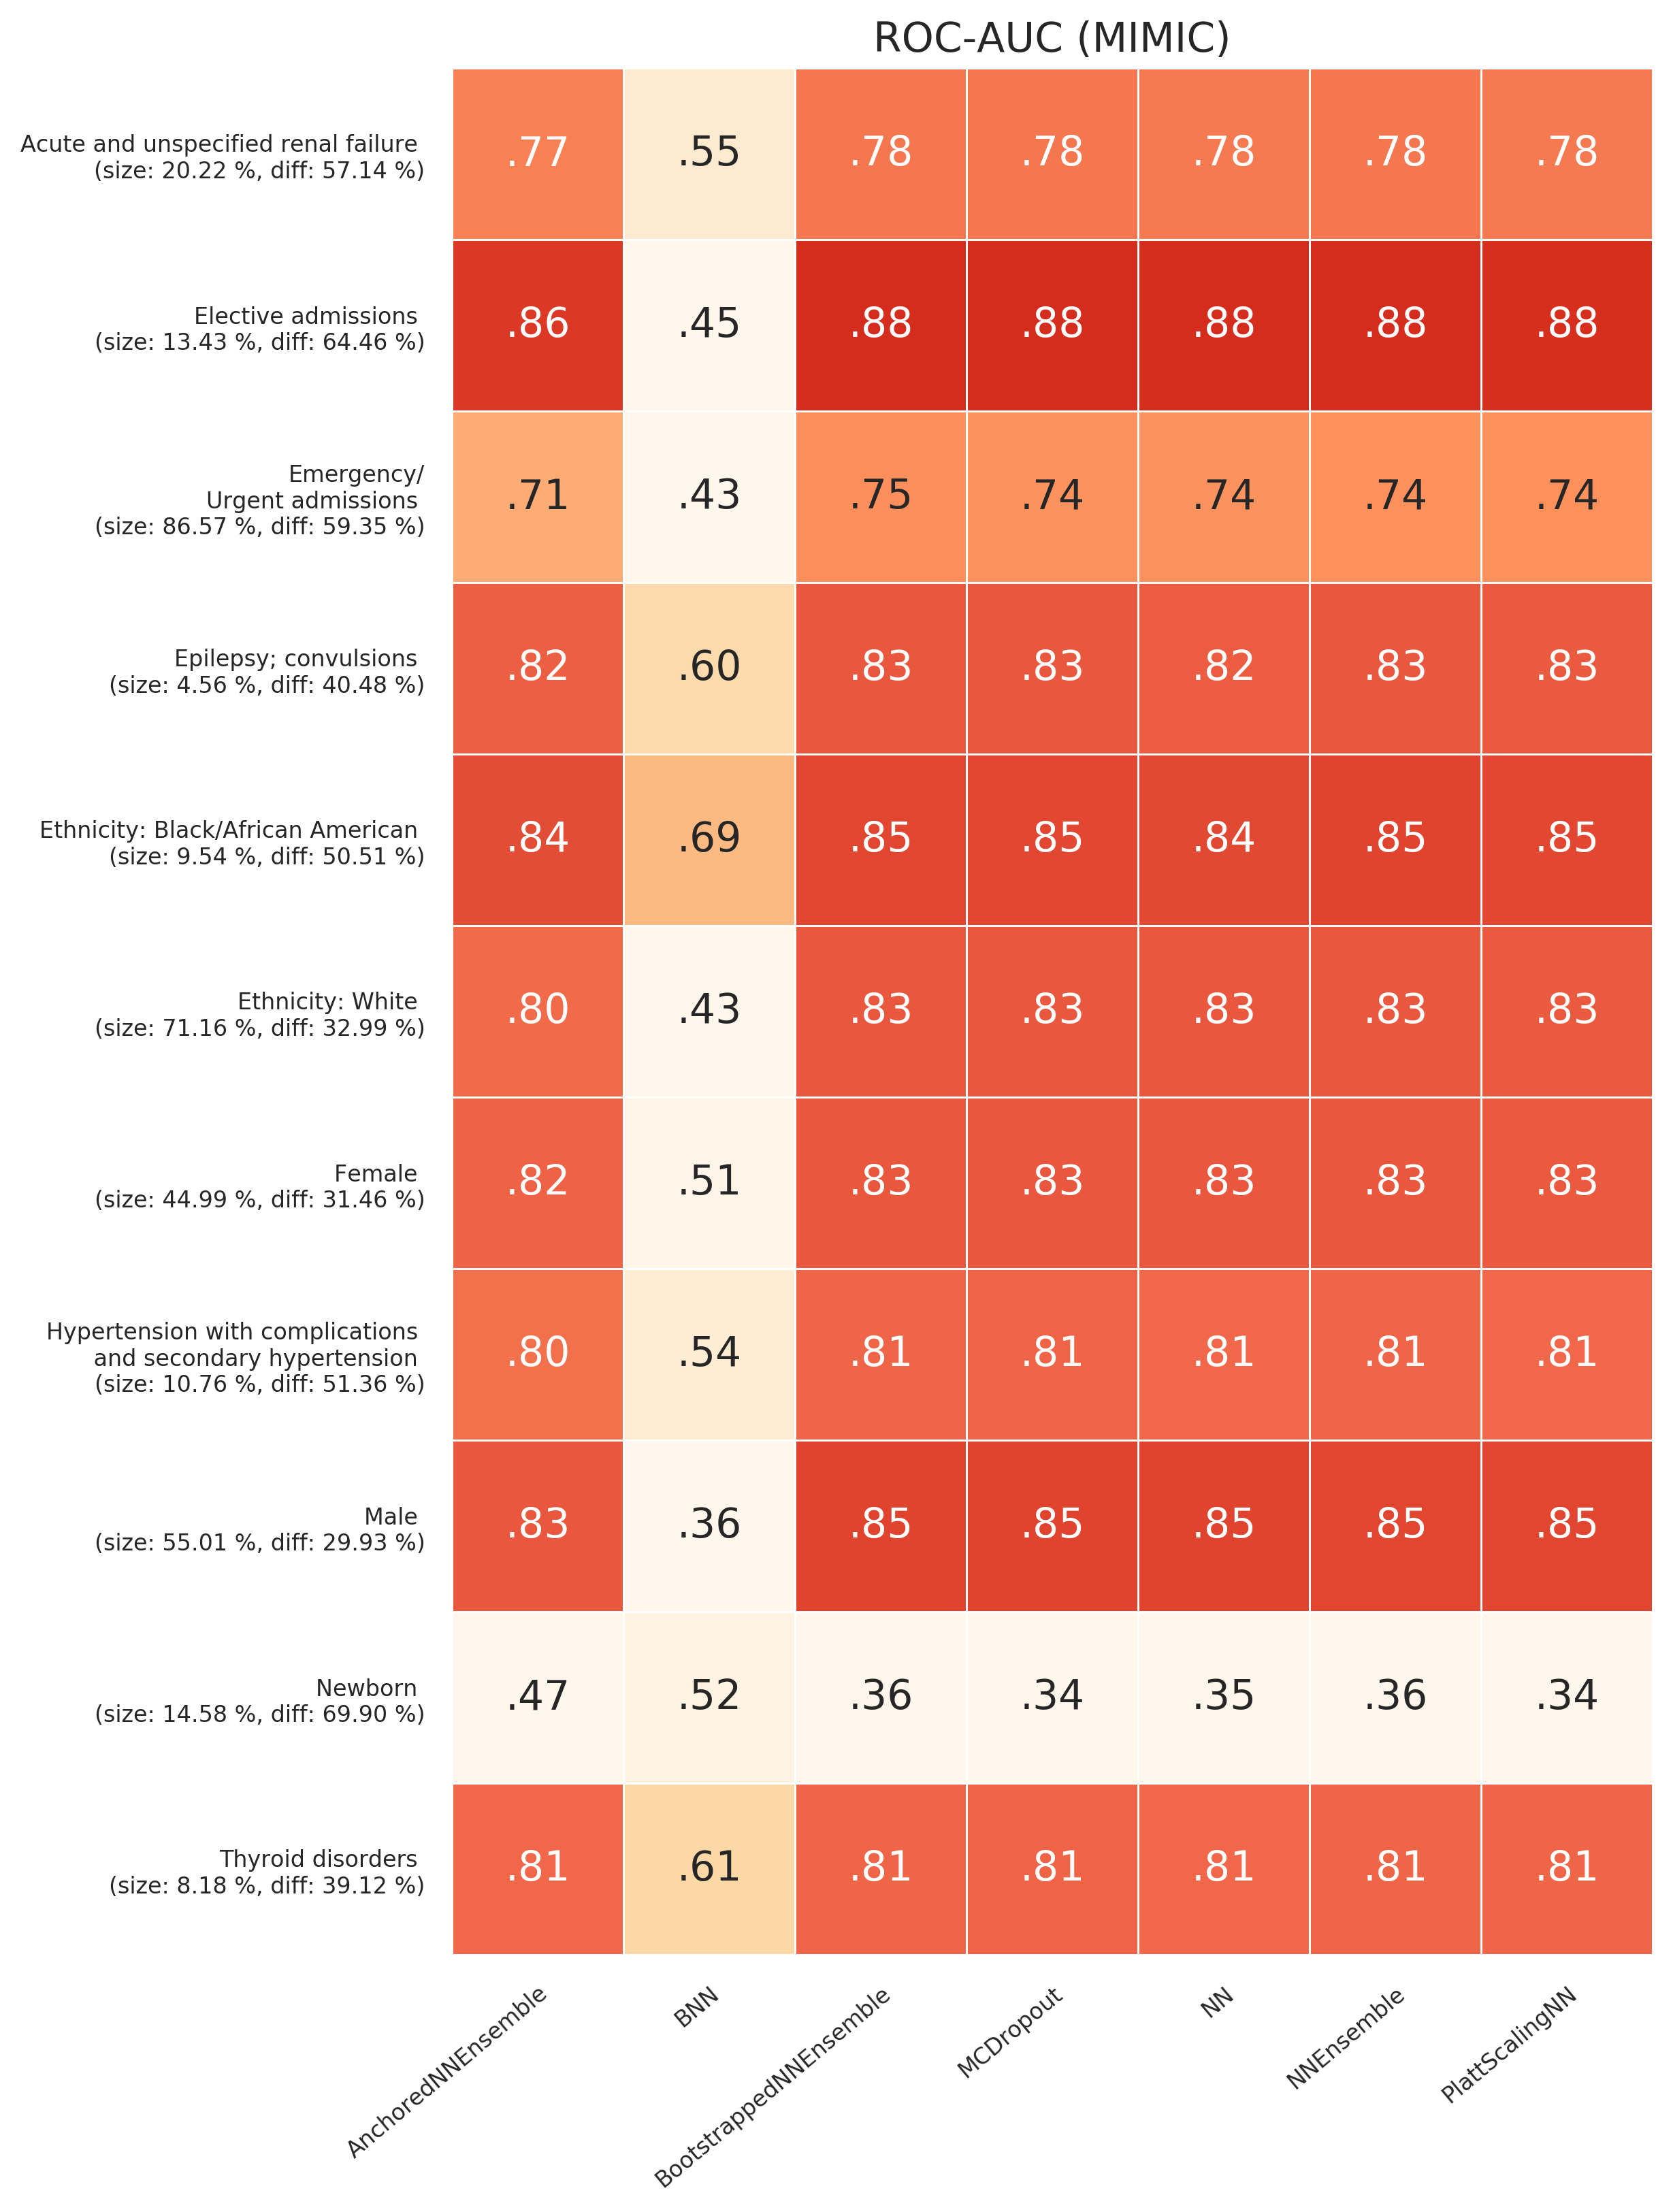 ROC-AUC (MIMIC)
Acute and unspecified renal failure
(size: 20.22 %, diff: 57.14 %)
.77 .55 .78 .78 .78 .78 .78
Elective admissions
(size: 13.43 %, diff: 64.46 %)
.86 .45 .88 .88 .88 .88 .88
Emergency/
Urgent admissions
(size: 86.57 %, diff: 59.35 %)
.71 .43 .75 .74 .74 .74 .74
Epilepsy; convulsions
(size: 4.56 %, diff: 40.48 %)
.82 .60 .83 .83 .82 .83 .83
Ethnicity: Black/African American
(size: 9.54 %, diff: 50.51 %)
.84 .69 .85 .85 .84 .85 .85
Ethnicity: White
(size: 71.16 %, diff: 32.99 %)
.80 .43 .83 .83 .83 .83 .83
Female
(size: 44.99 %, diff: 31.46 %)
.82 .51 .83 .83 .83 .83 .83
Hypertension with complications
and secondary hypertension
(size: 10.76 %, diff: 51.36 %)
.80 .54 .81 .81 .81 .81 .81
Male
(size: 55.01 %, diff: 29.93 %)
.83 .36 .85 .85 .85 .85 .85
Newborn
(size: 14.58 %, diff: 69.90 %)
.47 .52 .36 .34 .35 .36 .34
Thyroid disorders
(size: 8.18 %, diff: 39.12 %)
.81 .61 .81 .81 .81 .81 .81
AnchoredNNEnsemble
BNN
BootstrappedNNEnsemble
MCDropout
NN
NNEnsemble
PlattScalingNN